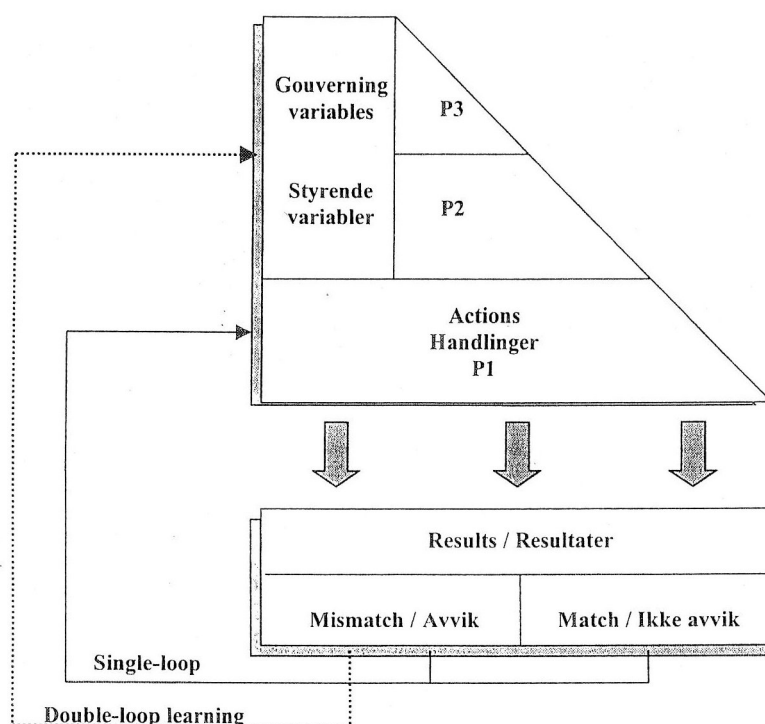 Gouverning
variables
P3
Styrende
variabler
P2
Actions
Handlinger
P1
Results / Resultater
Mismatch / Avvik
Match / Ikke avvik
Single-loop
Double-loop learning